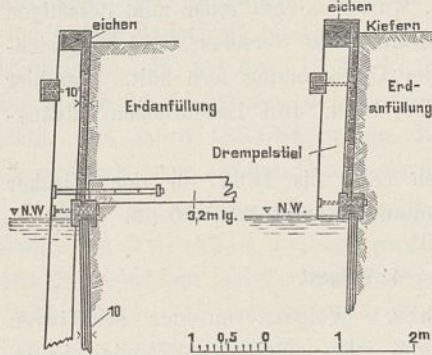 eichen
10
Erdanfüllung
▽ N.W.
3,2m lg.
10
eichen
Kiefern
Erd-
anfüllung
Drempelstiel
▽ N.W.
1 0,5 0 1 2m